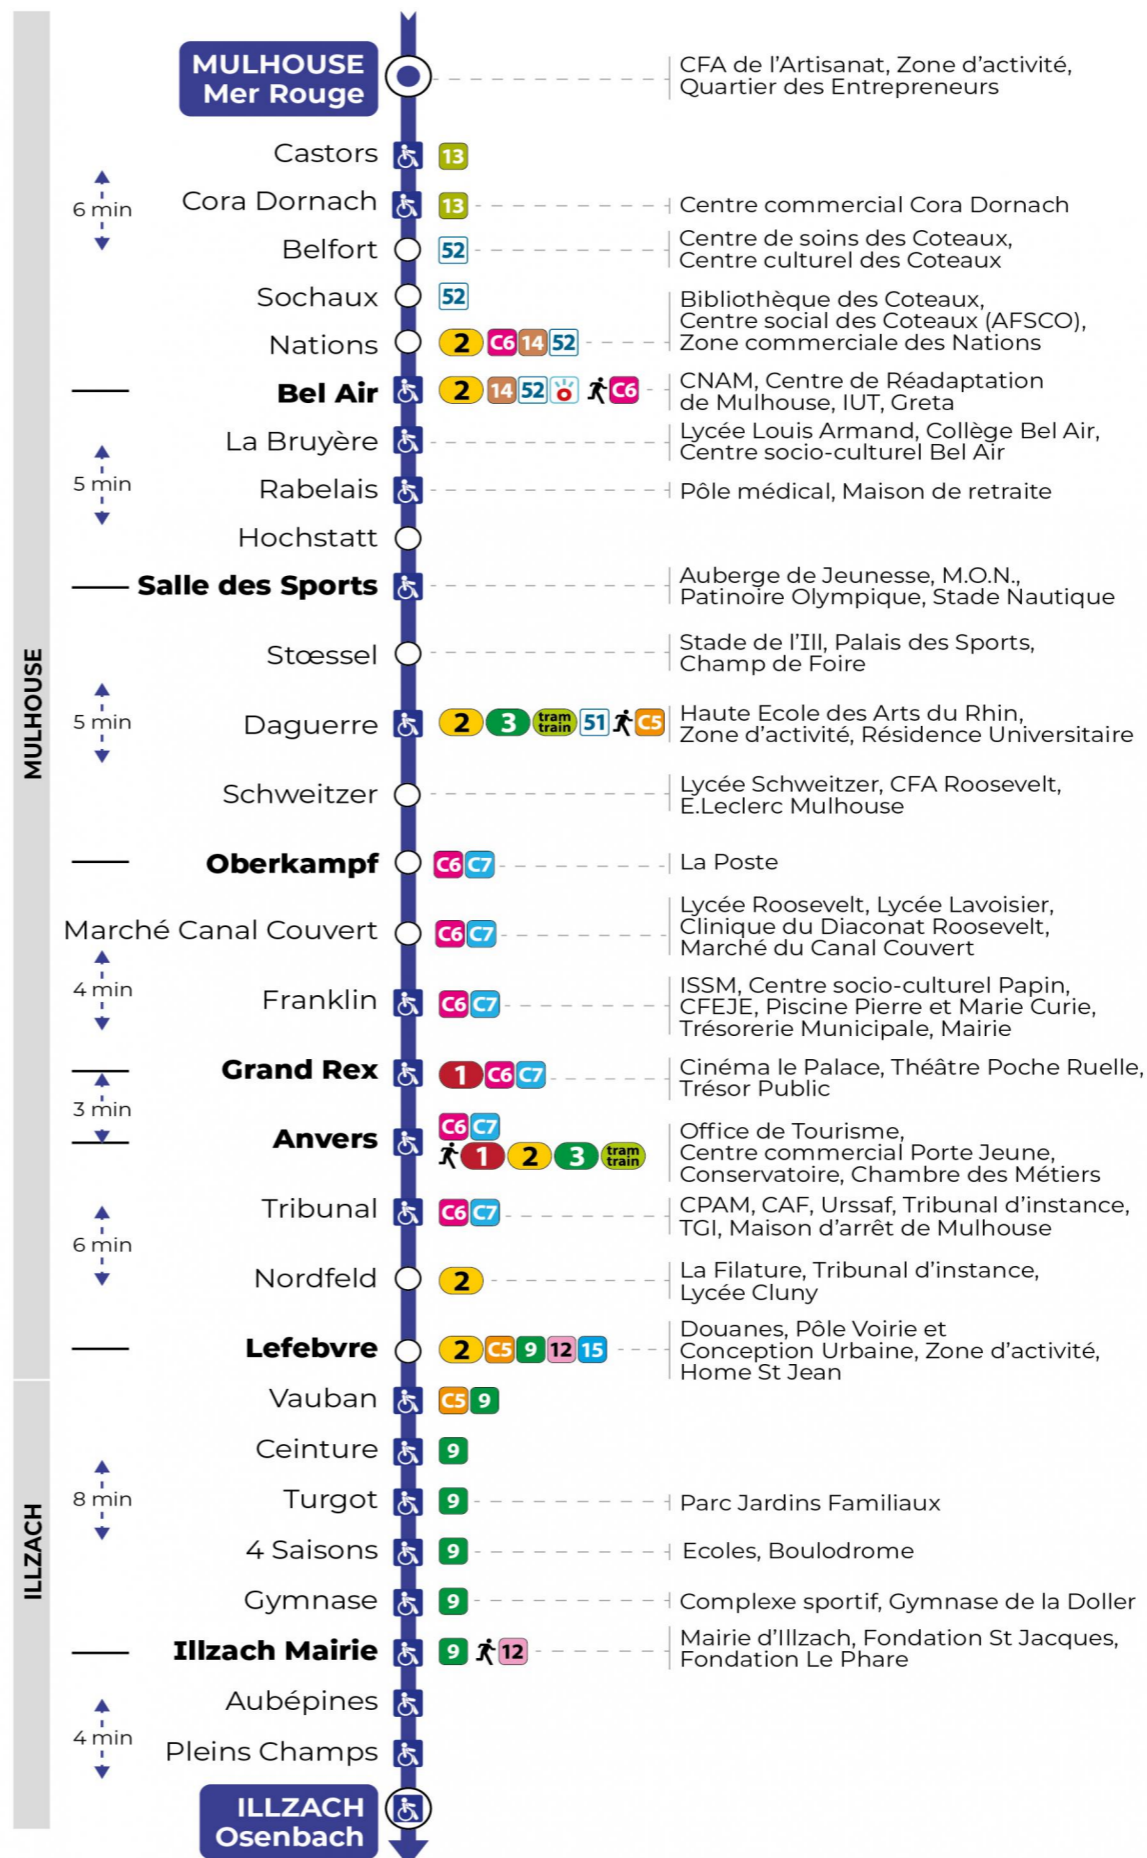 MULHOUSE
Mer Rouge
CFA de l’Artisanat, Zone d’activité,
Quartier des Entrepreneurs
Castors
13
6 min
Cora Dornach
13
Centre commercial Cora Dornach
Belfort
52
Centre de soins des Coteaux,
Centre culturel des Coteaux
Sochaux
52
Nations
2 C6 14 52
Bibliothèque des Coteaux,
Centre social des Coteaux (AFSCO),
Zone commerciale des Nations
Bel Air
2 14 52 C6
CNAM, Centre de Réadaptation
de Mulhouse, IUT, Greta
La Bruyère
Lycée Louis Armand, Collège Bel Air,
Centre socio-culturel Bel Air
5 min
Rabelais
Pôle médical, Maison de retraite
Hochstatt
Salle des Sports
Auberge de Jeunesse, M.O.N.,
Patinoire Olympique, Stade Nautique
Stœssel
Stade de l’Ill, Palais des Sports,
Champ de Foire
MULHOUSE
5 min
Daguerre
2 3 tram train 51 C5
Haute Ecole des Arts du Rhin,
Zone d’activité, Résidence Universitaire
Schweitzer
Lycée Schweitzer, CFA Roosevelt,
E.Leclerc Mulhouse
Oberkampf
C6 C7
La Poste
Marché Canal Couvert
C6 C7
Lycée Roosevelt, Lycée Lavoisier,
Clinique du Diaconat Roosevelt,
Marché du Canal Couvert
4 min
Franklin
C6 C7
ISSM, Centre socio-culturel Papin,
CFEJE, Piscine Pierre et Marie Curie,
Trésorerie Municipale, Mairie
Grand Rex
1 C6 C7
Cinéma le Palace, Théâtre Poche Ruelle,
Trésor Public
3 min
Anvers
C6 C7
1 2 3 tram train
Office de Tourisme,
Centre commercial Porte Jeune,
Conservatoire, Chambre des Métiers
Tribunal
C6 C7
CPAM, CAF, Urssaf, Tribunal d’instance,
TGI, Maison d’arrêt de Mulhouse
6 min
Nordfeld
2
La Filature, Tribunal d’instance,
Lycée Cluny
Lefebvre
2 C5 9 12 15
Douanes, Pôle Voirie et
Conception Urbaine, Zone d’activité,
Home St Jean
Vauban
C5 9
Ceinture
9
8 min
Turgot
9
Parc Jardins Familiaux
ILLZACH
4 Saisons
9
Ecoles, Boulodrome
Gymnase
9
Complexe sportif, Gymnase de la Doller
Illzach Mairie
9 12
Mairie d’Illzach, Fondation St Jacques,
Fondation Le Phare
Aubépines
4 min
Pleins Champs
ILLZACH
Osenbach